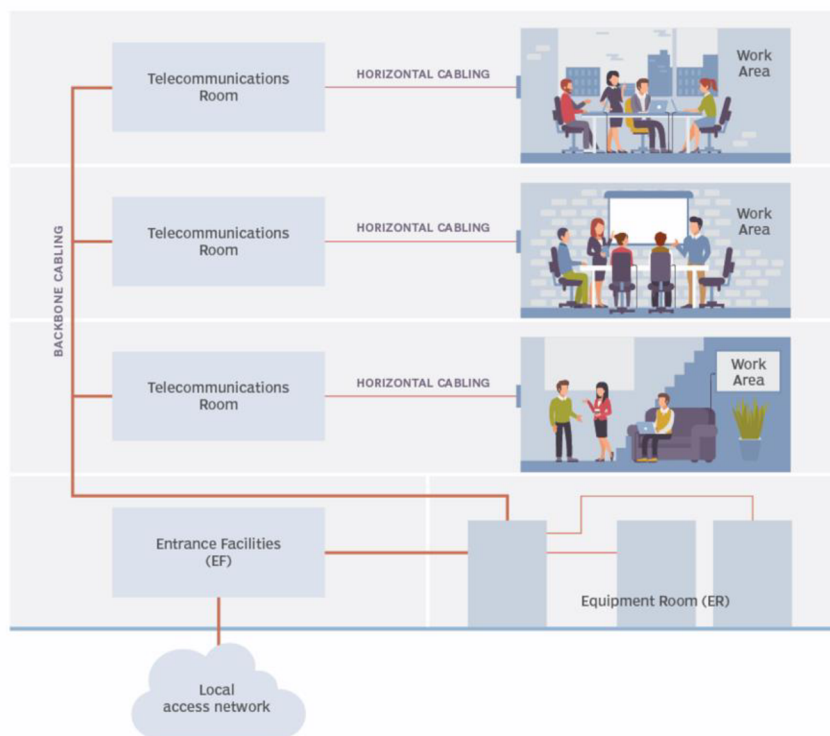 Telecommunications
Room
HORIZONTAL CABLING
Work
Area
Telecommunications
Room
HORIZONTAL CABLING
Work
Area
BACKBONE CABLING
Telecommunications
Room
HORIZONTAL CABLING
Work
Area
Entrance Facilities
(EF)
Equipment Room (ER)
Local
access network